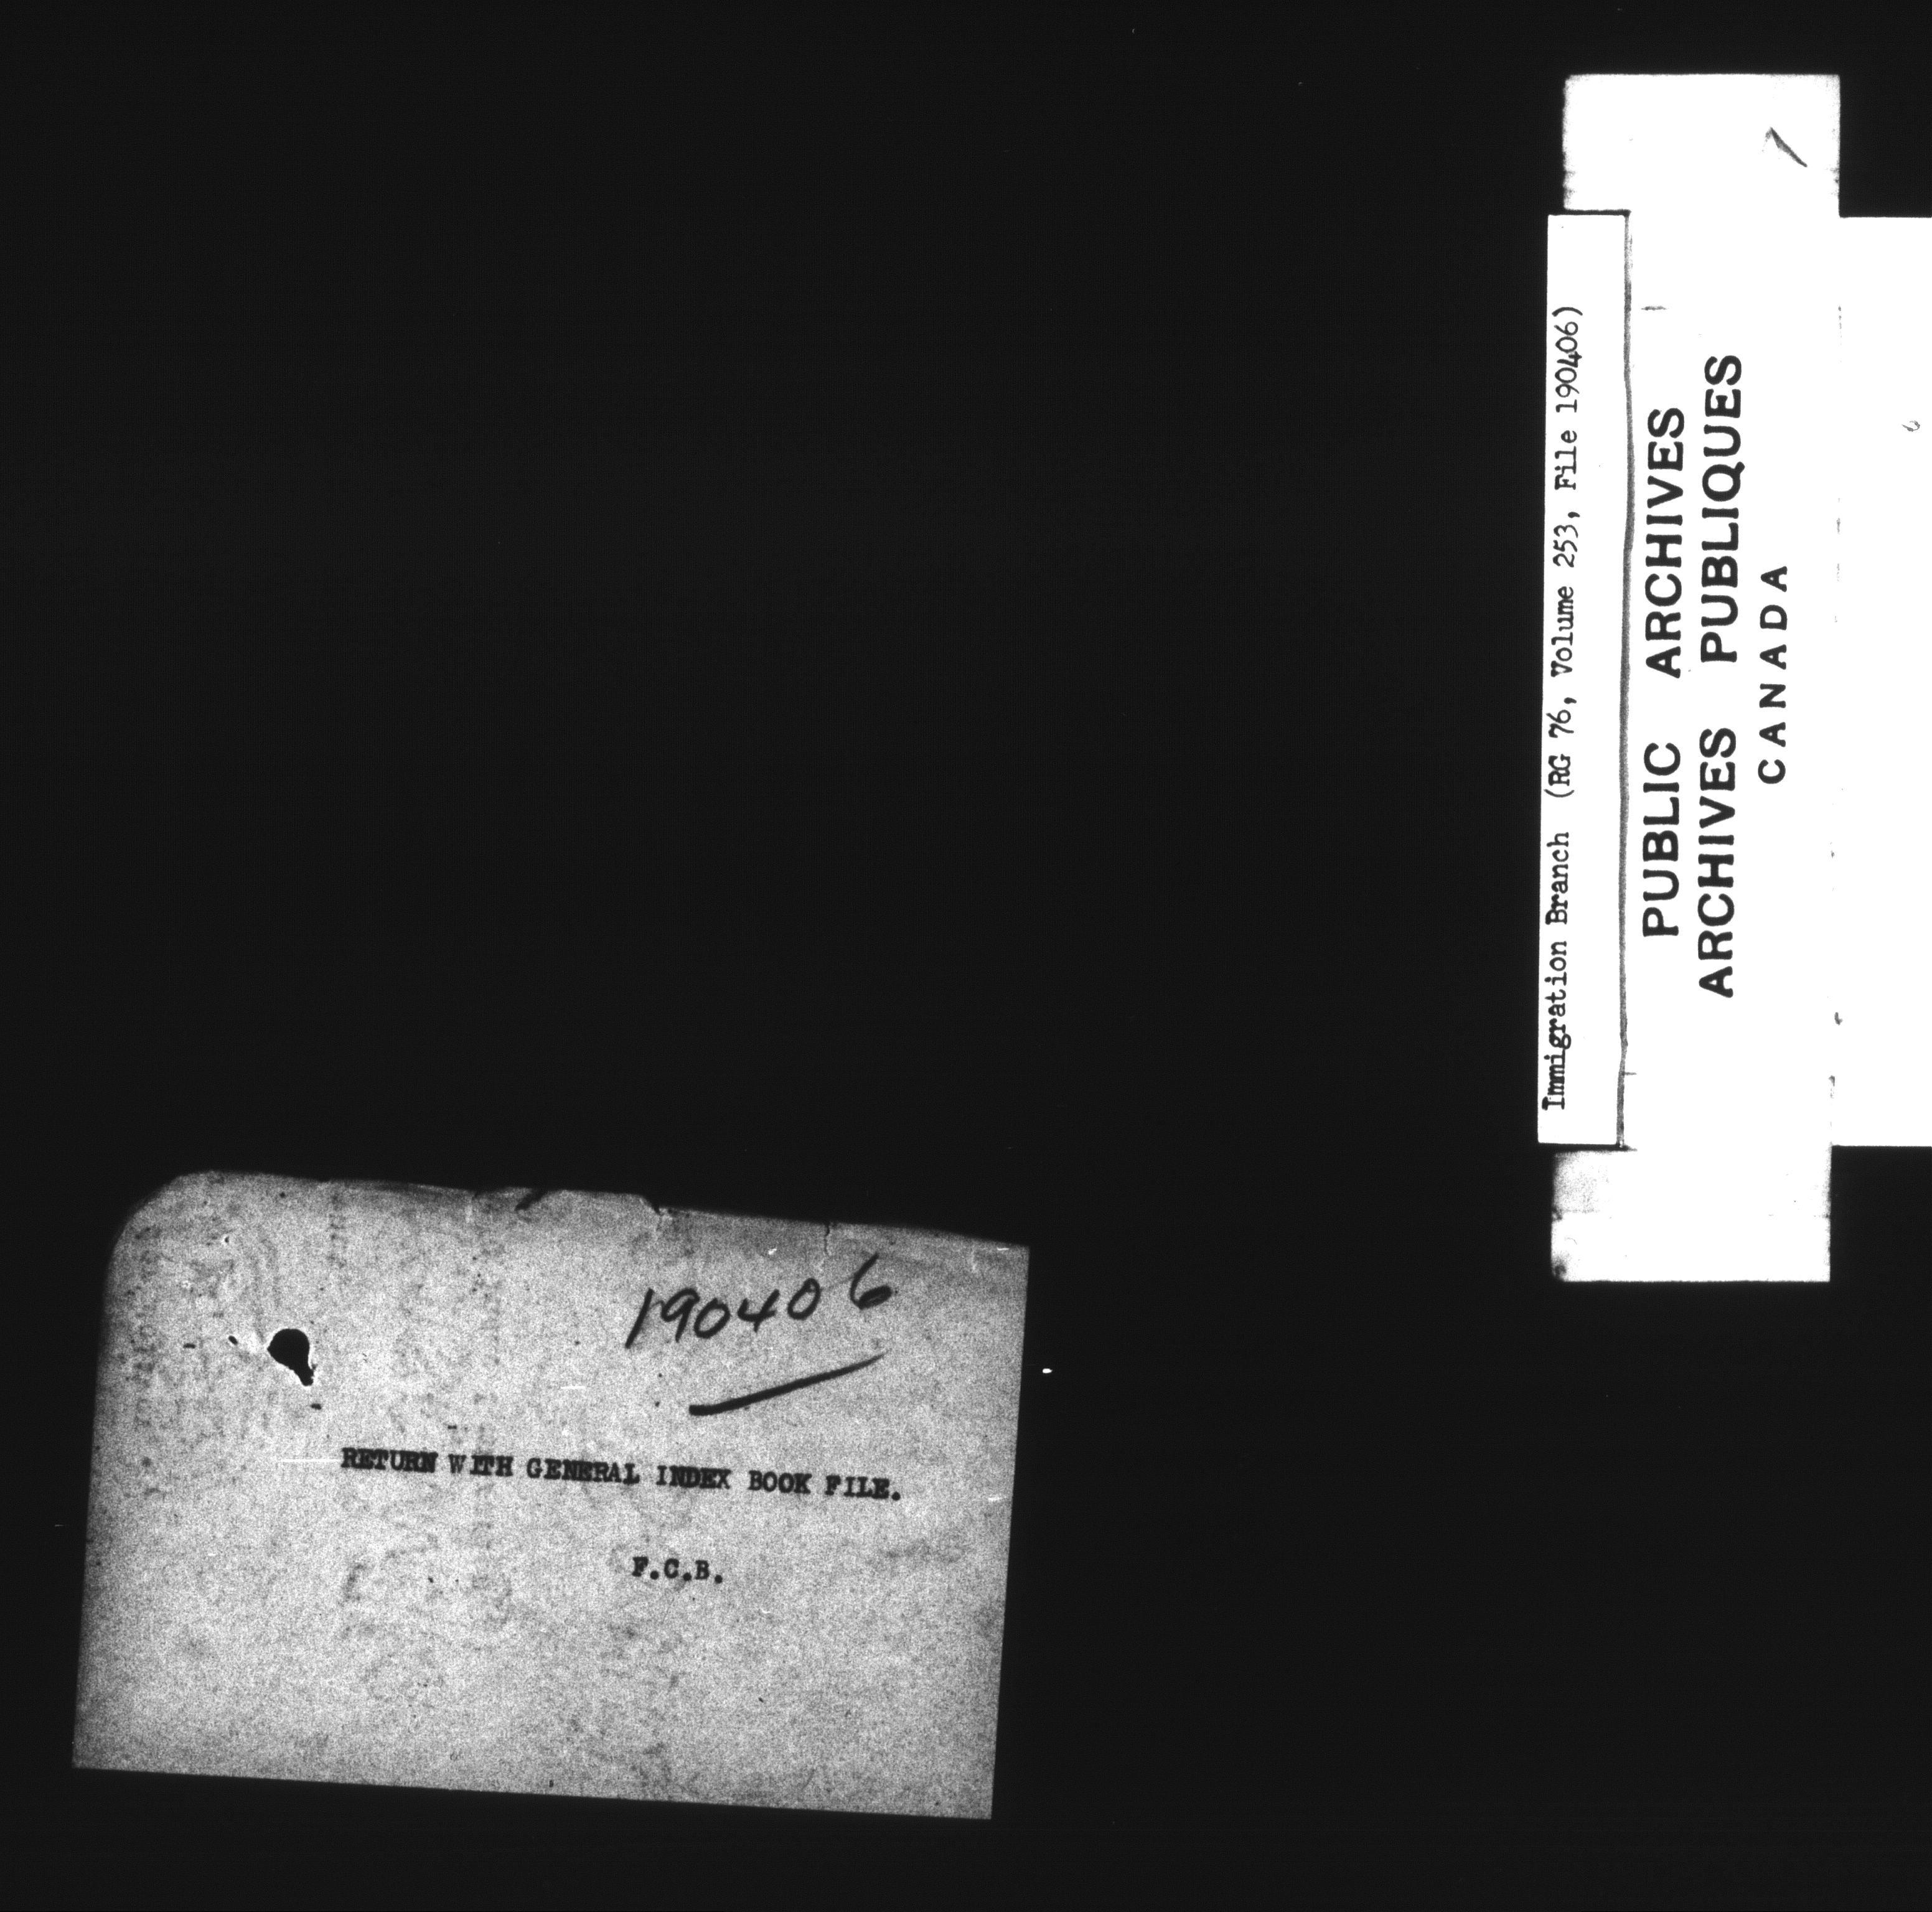 190406
RETURN WITH GENERAL INDEX BOOK FILE.
F.C.B.
Immigration Branch (RG 76, Volume 253, File 190406)
PUBLIC ARCHIVES
ARCHIVES PUBLIQUES
CANADA